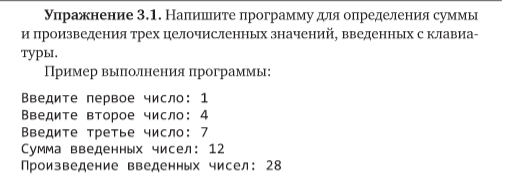 Упражнение 3.1. Напишите программу для определения суммы
и произведения трех целочисленных значений, введенных с клавиа-
туры.
Пример выполнения программы:
Введите первое число: 1
Введите второе число: 4
Введите третье число: 7
Сумма введенных чисел: 12
Произведение введенных чисел: 28